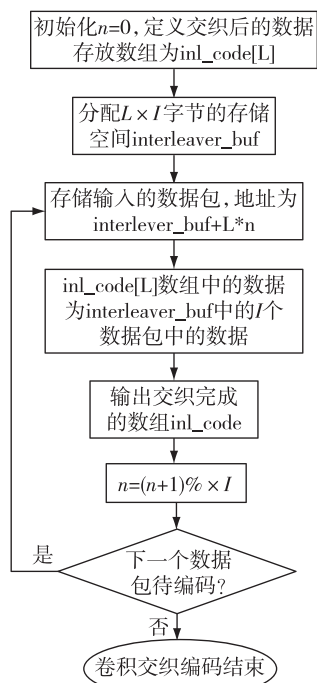 初始化n=0,定义交织后的数据
存放数组为inl_code[L]
分配L×I字节的存储
空间interleaver_buf
存储输入的数据包,地址为
interlever_buf+L*n
inl_code[L]数组中的数据
为interleaver_buf中的I个
数据包中的数据
输出交织完成
的数组inl_code
n=(n+1)%×I
是
下一个数据
包待编码?
否
卷积交织编码结束